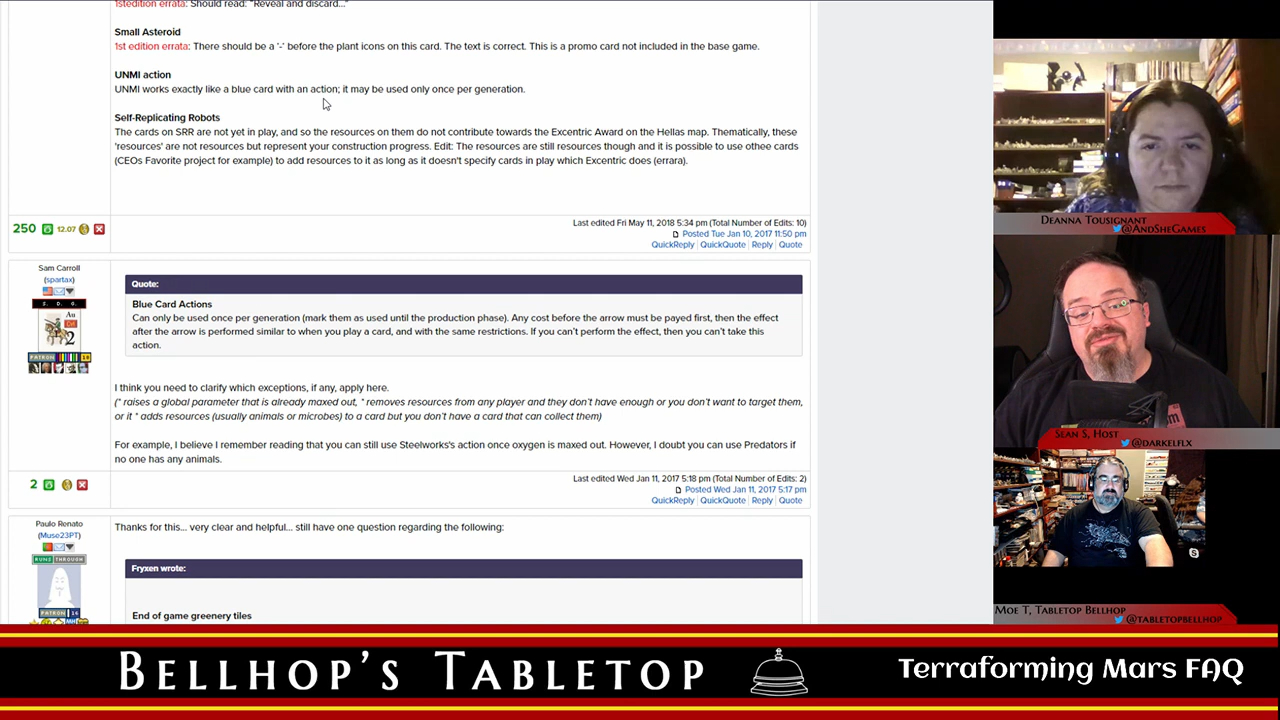 1stedition errata: Should read: "Reveal and discard..."
Small Asteroid
1st edition errata: There should be a '-' before the plant icons on this card. The text is correct. This is a promo card not included in the base game.
UNMI action
UNMI works exactly like a blue card with an action; it may be used only once per generation.
Self-Replicating Robots
The cards on SRR are not yet in play, and so the resources on them do not contribute towards the Excentric Award on the Hellas map. Thematically, these
'resources' are not resources but represent your construction progress. Edit: The resources are still resources though and it is possible to use othee cards
(CEOs Favorite project for example) to add resources to it as long as it doesn't specify cards in play which Excentric does (errara).
250 12.07
Last edited Fri May 11, 2018 5:34 pm (Total Number of Edits: 10)
Posted Tue Jan 10, 2017 11:50 pm
QuickReply | QuickQuote | Reply | Quote
Sam Carroll
(spartax)
S. D. G.
Au
2
PATRON 18
Quote:
Blue Card Actions
Can only be used once per generation (mark them as used until the production phase). Any cost before the arrow must be payed first, then the effect
after the arrow is performed similar to when you play a card, and with the same restrictions. If you can't perform the effect, then you can't take this
action.
I think you need to clarify which exceptions, if any, apply here.
(* raises a global parameter that is already maxed out, * removes resources from any player and they don't have enough or you don't want to target them,
or it * adds resources (usually animals or microbes) to a card but you don't have a card that can collect them)
For example, I believe I remember reading that you can still use Steelworks's action once oxygen is maxed out. However, I doubt you can use Predators if
no one has any animals.
2
Last edited Wed Jan 11, 2017 5:18 pm (Total Number of Edits: 2)
Posted Wed Jan 11, 2017 5:17 pm
QuickReply | QuickQuote | Reply | Quote
Paulo Renato
(Muse23PT)
RUNS THROUGH
PATRON 14
Thanks for this... very clear and helpful... still have one question regarding the following:
Fryxen wrote:
End of game greenery tiles
Deanna Tousignant
@AndSheGames
Sean S, Host
@DarkElfLX
Moe T, Tabletop Bellhop
@TabletopBellhop
Bellhop's Tabletop
Terraforming Mars FAQ